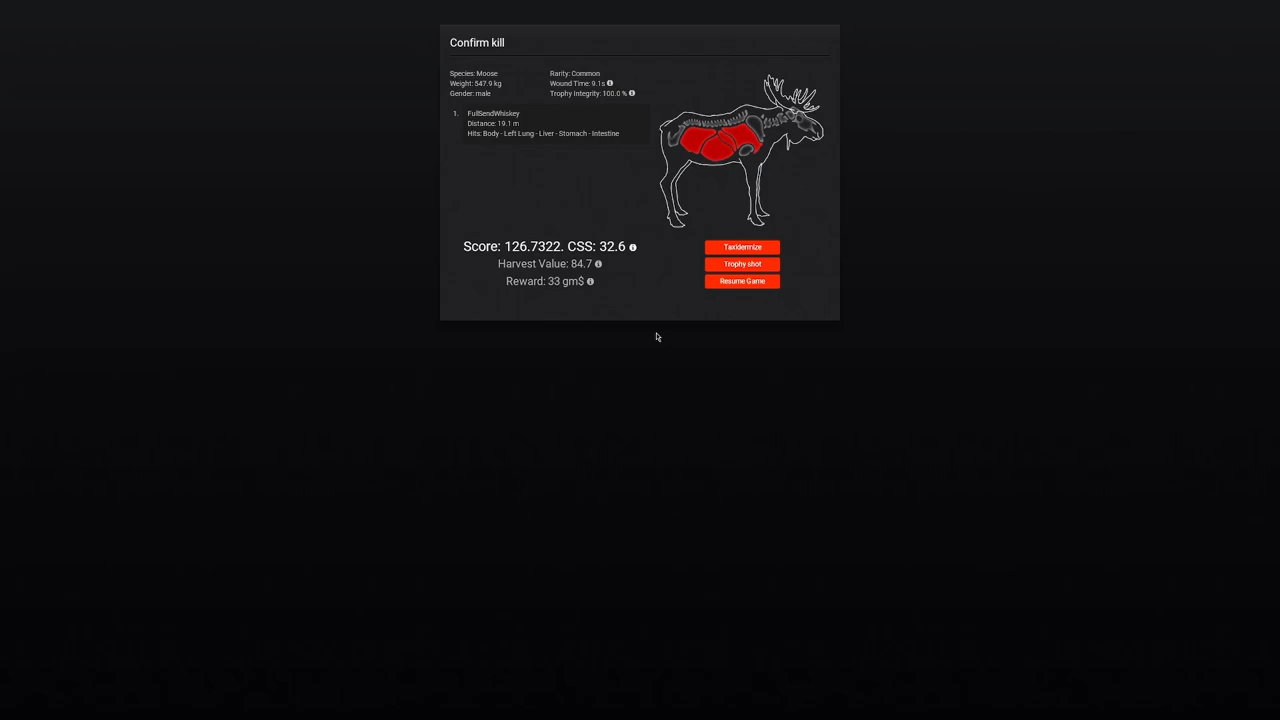 Confirm kill
Species: Moose
Weight: 547.9 kg
Gender: male
Rarity: Common
Wound Time: 9.1s
Trophy Integrity: 100.0 %
1. FullSendWhiskey
Distance: 19.1 m
Hits: Body - Left Lung - Liver - Stomach - Intestine
Score: 126.7322. CSS: 32.6
Harvest Value: 84.7
Reward: 33 gm$
Taxidermize
Trophy shot
Resume Game